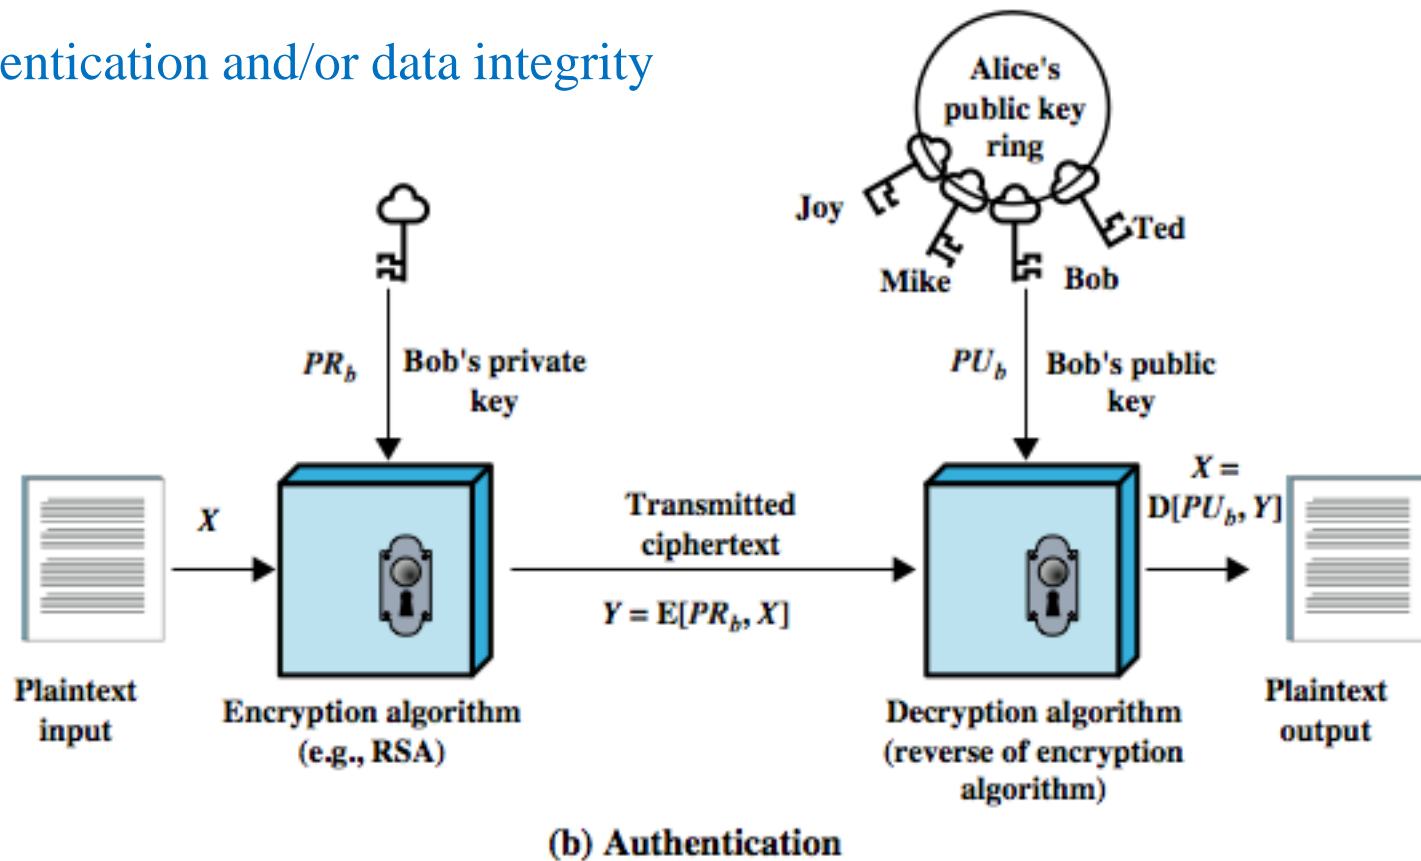 entication and/or data integrity
Alice's
public key
ring
Joy
Mike
Bob
Ted
PR_b
Bob's private
key
PU_b
Bob's public
key
X
Transmitted
ciphertext
Y = E[PR_b, X]
X =
D[PU_b, Y]
Plaintext
input
Encryption algorithm
(e.g., RSA)
Decryption algorithm
(reverse of encryption
algorithm)
Plaintext
output
(b) Authentication